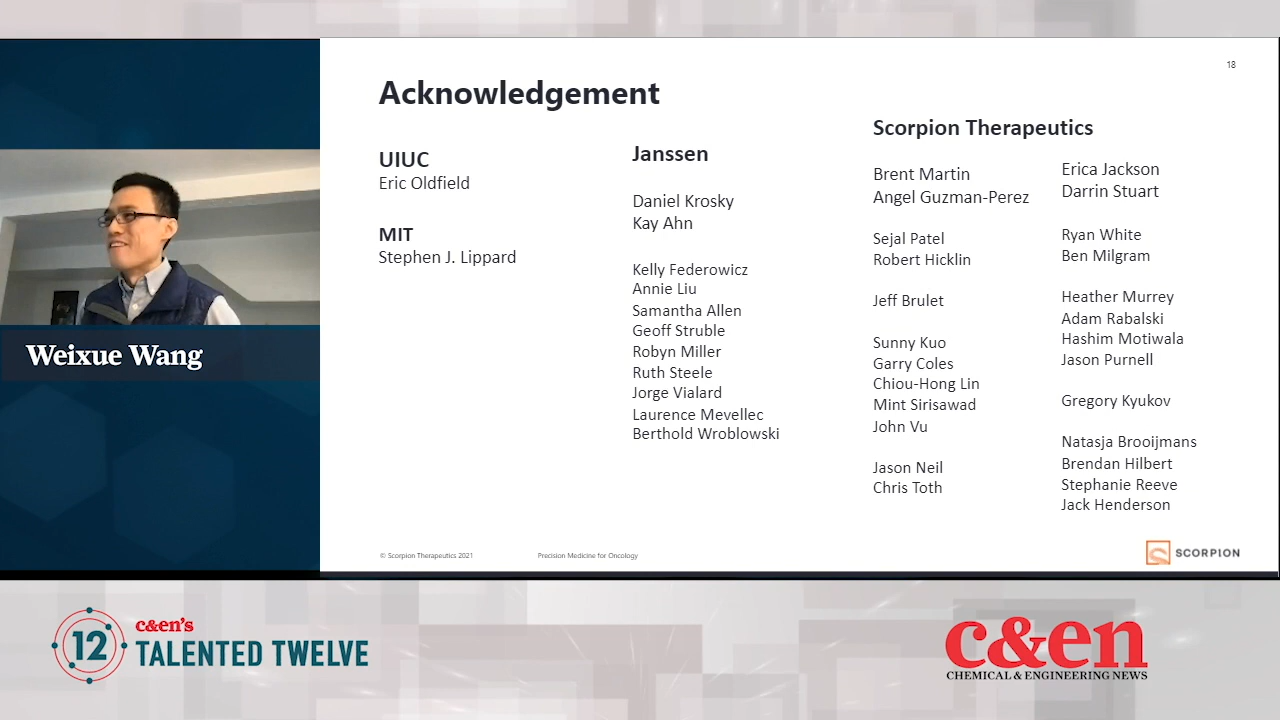 18
Acknowledgement
UIUC
Eric Oldfield
MIT
Stephen J. Lippard
Janssen
Daniel Krosky
Kay Ahn
Kelly Federowicz
Annie Liu
Samantha Allen
Geoff Struble
Robyn Miller
Ruth Steele
Jorge Vialard
Laurence Mevellec
Berthold Wroblowski
Scorpion Therapeutics
Brent Martin
Angel Guzman-Perez
Sejal Patel
Robert Hicklin
Jeff Brulet
Sunny Kuo
Garry Coles
Chiou-Hong Lin
Mint Sirisawad
John Vu
Jason Neil
Chris Toth
Erica Jackson
Darrin Stuart
Ryan White
Ben Milgram
Heather Murrey
Adam Rabalski
Hashim Motiwala
Jason Purnell
Gregory Kyukov
Natasja Brooijmans
Brendan Hilbert
Stephanie Reeve
Jack Henderson
© Scorpion Therapeutics 2021
Precision Medicine for Oncology
SCORPION
Weixue Wang
12
c&en's
TALENTED TWELVE
c&en
CHEMICAL & ENGINEERING NEWS